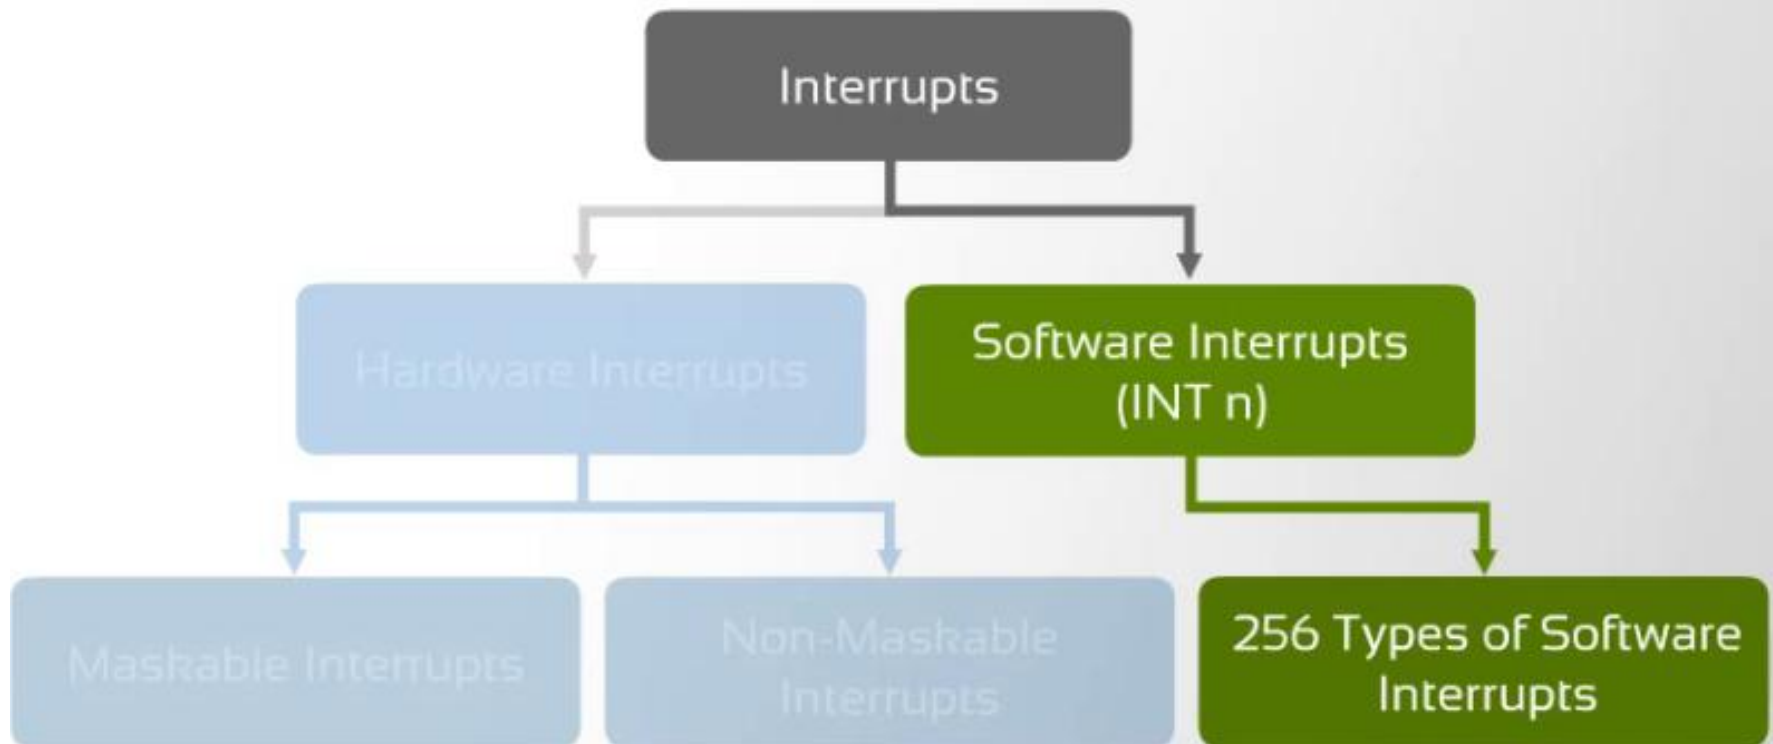 Interrupts
Hardware Interrupts
Software Interrupts
(INT n)
Maskable Interrupts
Non-Maskable
Interrupts
256 Types of Software
Interrupts